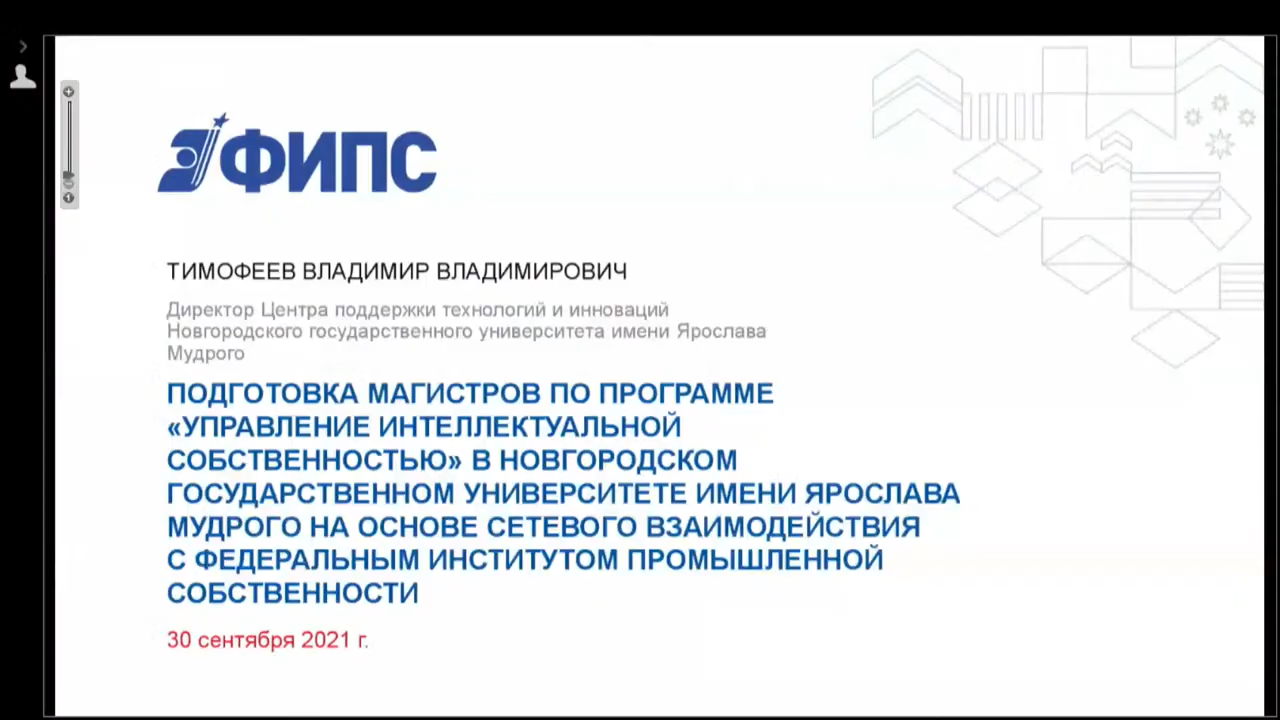 ФИПС
ТИМОФЕЕВ ВЛАДИМИР ВЛАДИМИРОВИЧ
Директор Центра поддержки технологий и инноваций
Новгородского государственного университета имени Ярослава
Мудрого
ПОДГОТОВКА МАГИСТРОВ ПО ПРОГРАММЕ
«УПРАВЛЕНИЕ ИНТЕЛЛЕКТУАЛЬНОЙ
СОБСТВЕННОСТЬЮ» В НОВГОРОДСКОМ
ГОСУДАРСТВЕННОМ УНИВЕРСИТЕТЕ ИМЕНИ ЯРОСЛАВА
МУДРОГО НА ОСНОВЕ СЕТЕВОГО ВЗАИМОДЕЙСТВИЯ
С ФЕДЕРАЛЬНЫМ ИНСТИТУТОМ ПРОМЫШЛЕННОЙ
СОБСТВЕННОСТИ
30 сентября 2021 г.